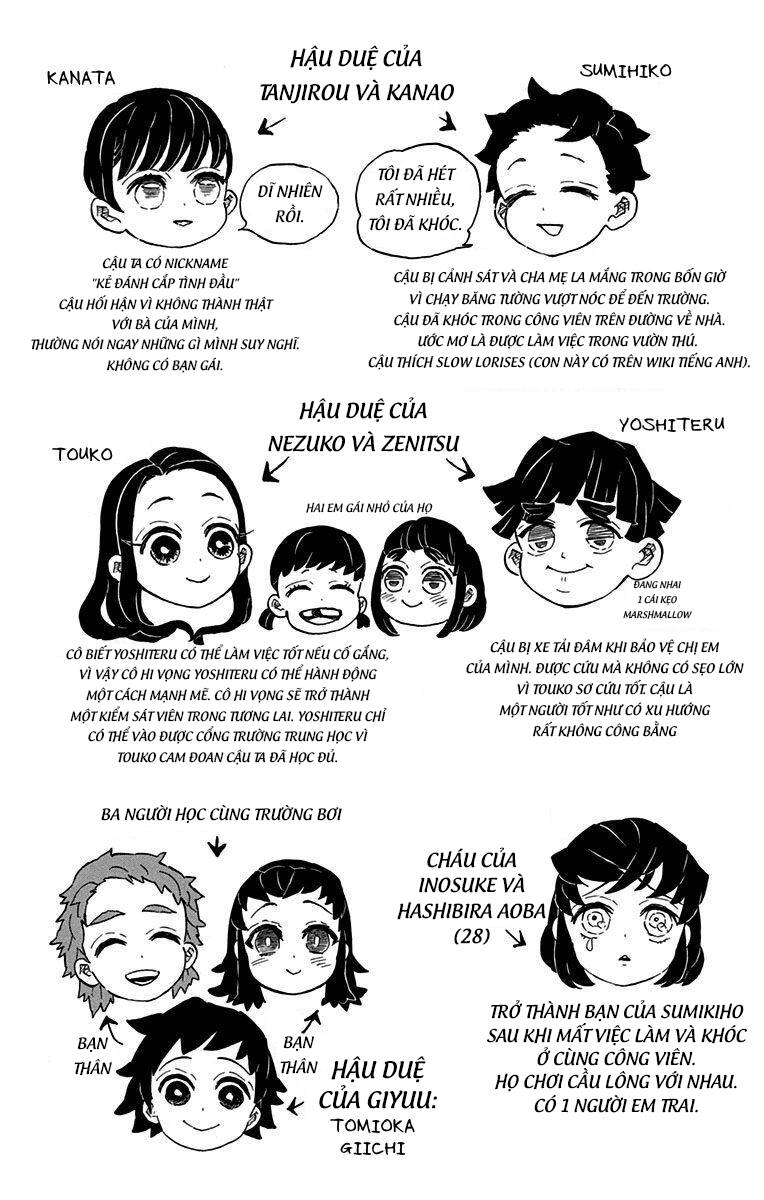 HẬU DUỆ CỦA
TANJIROU VÀ KANAO
KANATA
SUMIHIKO
DĨ NHIÊN
RỒI.
TÔI ĐÃ HÉT
RẤT NHIỀU,
TÔI ĐÃ KHÓC.
CẬU TA CÓ NICKNAME
"KẺ ĐÁNH CẮP TÌNH ĐẦU"
CẬU HỐI HẬN VÌ KHÔNG THÀNH THẬT
VỚI BÀ CỦA MÌNH,
THƯỜNG NÓI NGAY NHỮNG GÌ MÌNH SUY NGHĨ.
KHÔNG CÓ BẠN GÁI.
CẬU BỊ CẢNH SÁT VÀ CHA MẸ LA MẮNG TRONG BỐN GIỜ
VÌ CHẠY BĂNG TƯỜNG VƯỢT NÓC ĐỂ ĐẾN TRƯỜNG.
CẬU ĐÃ KHÓC TRONG CÔNG VIÊN TRÊN ĐƯỜNG VỀ NHÀ.
ƯỚC MƠ LÀ ĐƯỢC LÀM VIỆC TRONG VƯỜN THÚ.
CẬU THÍCH SLOW LORISES (CON NÀY CÓ TRÊN WIKI TIẾNG ANH).
HẬU DUỆ CỦA
NEZUKO VÀ ZENITSU
TOUKO
YOSHITERU
HAI EM GÁI NHỎ CỦA HỌ
ĐANG NHAI
1 CÁI KẸO
MARSHMALLOW
CÔ BIẾT YOSHITERU CÓ THỂ LÀM VIỆC TỐT NẾU CỐ GẮNG,
VÌ VẬY CÔ HI VỌNG YOSHITERU CÓ THỂ HÀNH ĐỘNG
MỘT CÁCH MẠNH MẼ. CÔ HI VỌNG SẼ TRỞ THÀNH
MỘT KIỂM SÁT VIÊN TRONG TƯƠNG LAI. YOSHITERU CHỈ
CÓ THỂ VÀO ĐƯỢC CỔNG TRƯỜNG TRUNG HỌC VÌ
TOUKO CAM ĐOAN CẬU TA ĐÃ HỌC ĐỦ.
CẬU BỊ XE TẢI ĐÂM KHI BẢO VỆ CHỊ EM
CỦA MÌNH. ĐƯỢC CỨU MÀ KHÔNG CÓ SẸO LỚN
VÌ TOUKO SƠ CỨU TỐT. CẬU LÀ
MỘT NGƯỜI TỐT NHƯ CÓ XU HƯỚNG
RẤT KHÔNG CÔNG BẰNG
BA NGƯỜI HỌC CÙNG TRƯỜNG BƠI
BẠN
THÂN
BẠN
THÂN
HẬU DUỆ
CỦA GIYUU:
TOMIOKA
GIICHI
CHÁU CỦA
INOSUKE VÀ
HASHIBIRA AOBA
(28)
TRỞ THÀNH BẠN CỦA SUMIKIHO
SAU KHI MẤT VIỆC LÀM VÀ KHÓC
Ở CÙNG CÔNG VIÊN.
HỌ CHƠI CẦU LÔNG VỚI NHAU.
CÓ 1 NGƯỜI EM TRAI.